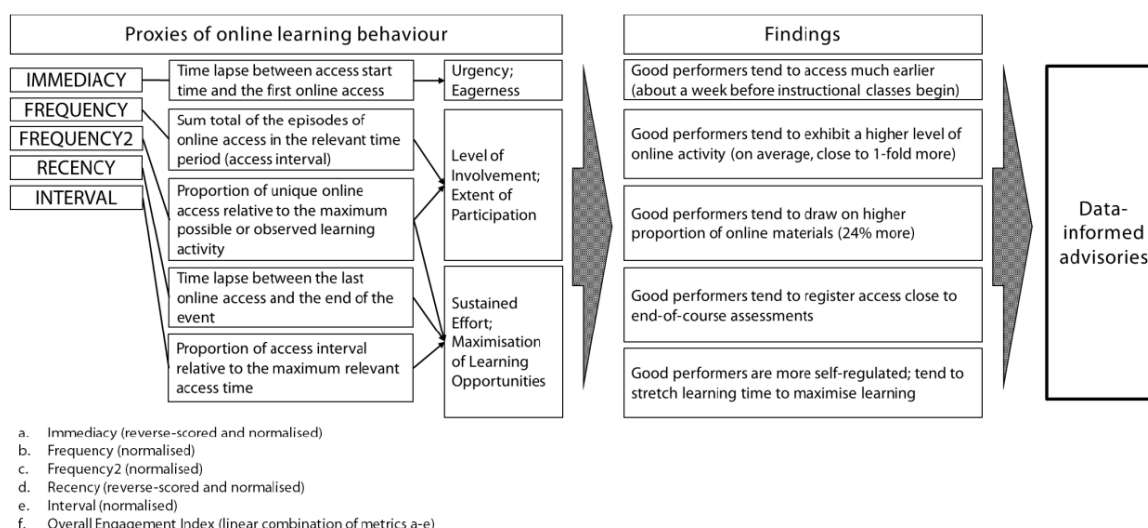 Proxies of online learning behaviour
Findings
IMMEDIACY
FREQUENCY
FREQUENCY2
RECENCY
INTERVAL
Time lapse between access start
time and the first online access
Sum total of the episodes of
online access in the relevant time
period (access interval)
Proportion of unique online
access relative to the maximum
possible or observed learning
activity
Time lapse between the last
online access and the end of the
event
Proportion of access interval
relative to the maximum relevant
access time
Urgency;
Eagerness
Level of
Involvement;
Extent of
Participation
Sustained
Effort;
Maximisation
of Learning
Opportunities
Good performers tend to access much earlier
(about a week before instructional classes begin)
Good performers tend to exhibit a higher level of
online activity (on average, close to 1-fold more)
Good performers tend to draw on higher
proportion of online materials (24% more)
Good performers tend to register access close to
end-of-course assessments
Good performers are more self-regulated; tend to
stretch learning time to maximise learning
Data-
informed
advisories
a. Immediacy (reverse-scored and normalised)
b. Frequency (normalised)
c. Frequency2 (normalised)
d. Recency (reverse-scored and normalised)
e. Interval (normalised)
f. Overall Engagement Index (linear combination of metrics a-e)